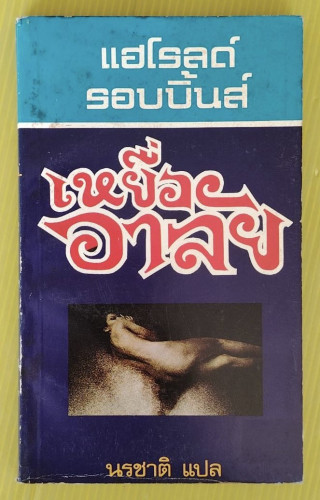 แฮโรลด์
รอบบิ้นส์
เหยื่อ
อาลัย
นรชาติ แปล